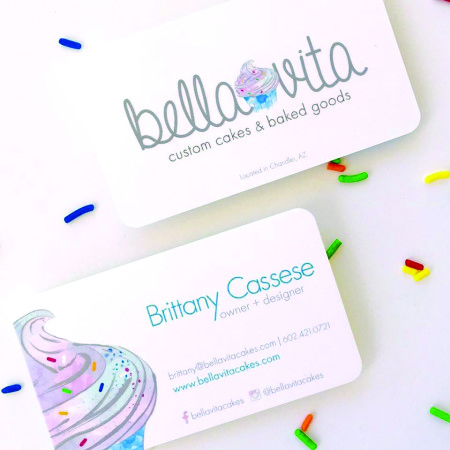 bella vita
custom cakes & baked goods
Located in Chandler, AZ
Brittany Cassese
owner + designer
brittany@bellavitacakes.com | 602.421.0721
www.bellavitacakes.com
bellavitacakes @bellavitacakes